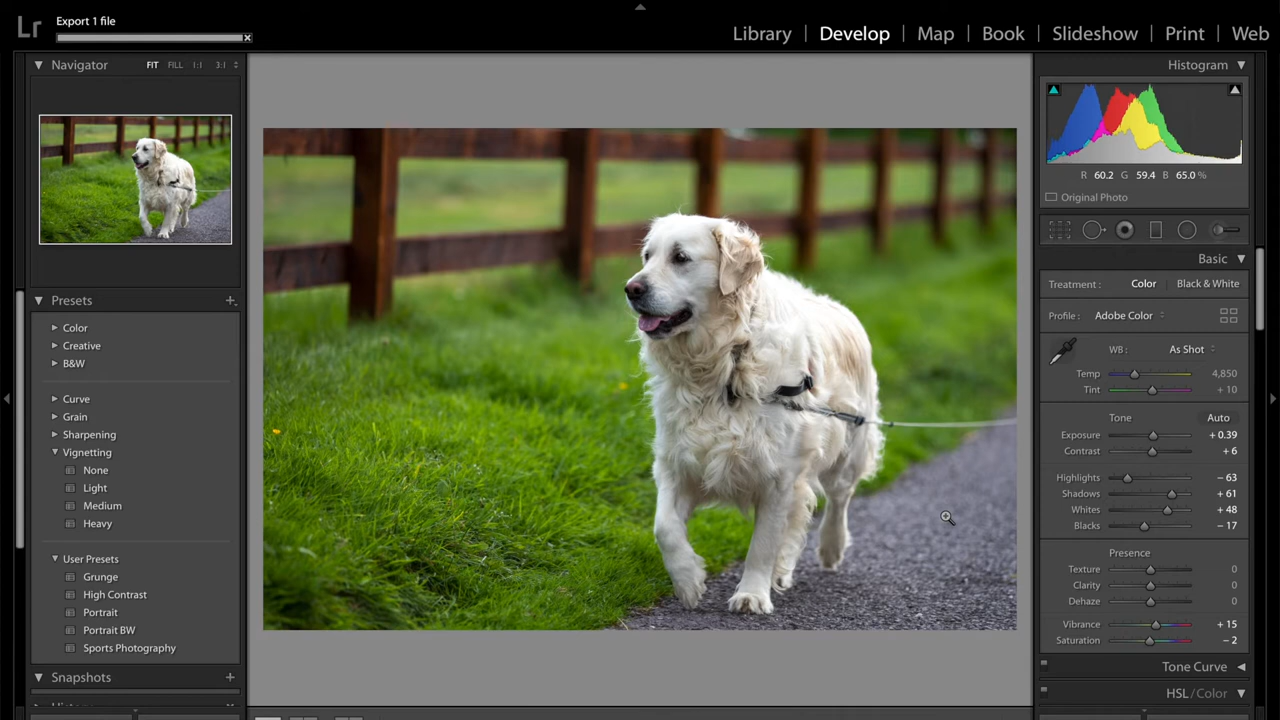 Lr
Export 1 file
Library | Develop | Map | Book | Slideshow | Print | Web
Navigator FIT FILL 1:1 3:1
Presets
Color
Creative
B&W
Curve
Grain
Sharpening
Vignetting
None
Light
Medium
Heavy
User Presets
Grunge
High Contrast
Portrait
Portrait BW
Sports Photography
Snapshots
Histogram
R 60.2 G 59.4 B 65.0 %
Original Photo
Basic
Treatment : Color | Black & White
Profile : Adobe Color
WB : As Shot
Temp 4,850
Tint + 10
Tone Auto
Exposure + 0.39
Contrast + 6
Highlights − 63
Shadows + 61
Whites + 48
Blacks − 17
Presence
Texture 0
Clarity 0
Dehaze 0
Vibrance + 15
Saturation − 2
Tone Curve
HSL / Color